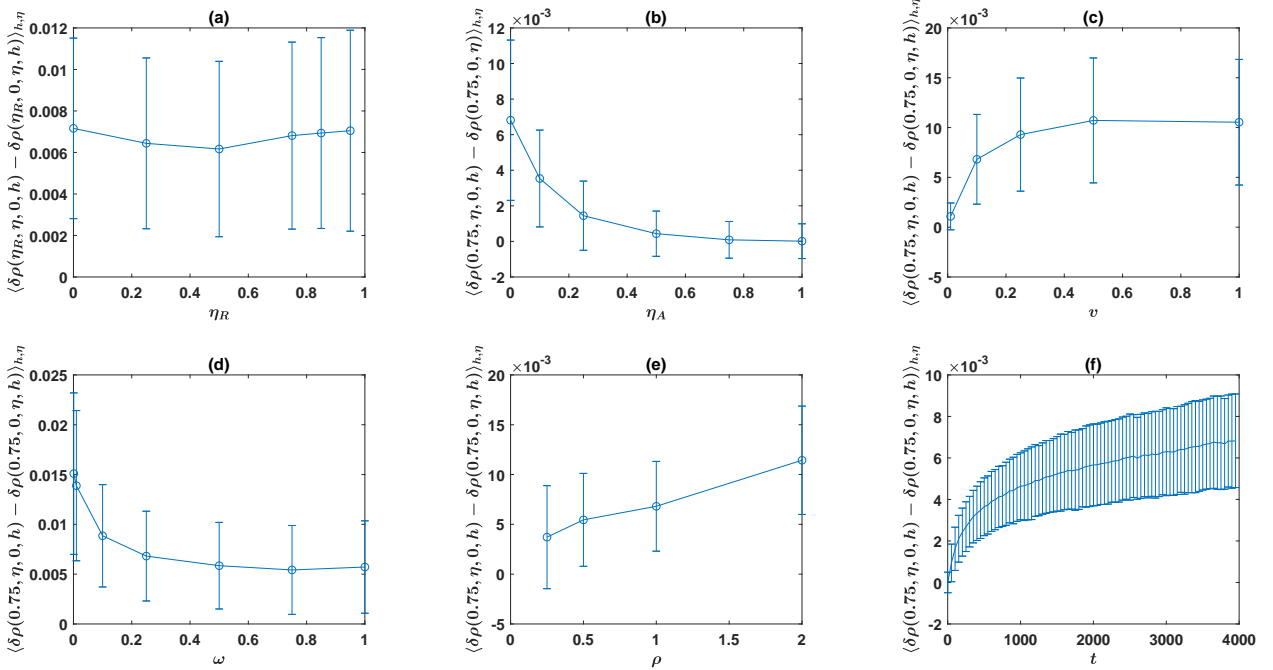 (a)
⟨δρ(η_R, η, 0, h) − δρ(η_R, 0, η, h)⟩_{h,η}
0.012
0.01
0.008
0.006
0.004
0.002
0
0 0.2 0.4 0.6 0.8 1
η_R
(b)
×10^{-3}
⟨δρ(0.75, η, 0, h) − δρ(0.75, 0, η)⟩_{h,η}
12
10
8
6
4
2
0
-2
0 0.2 0.4 0.6 0.8 1
η_A
(c)
×10^{-3}
⟨δρ(0.75, η, 0, h) − δρ(0.75, 0, η, h)⟩_{h,η}
20
15
10
5
0
-5
0 0.2 0.4 0.6 0.8 1
v
(d)
⟨δρ(0.75, η, 0, h) − δρ(0.75, 0, η, h)⟩_{h,η}
0.025
0.02
0.015
0.01
0.005
0
0 0.2 0.4 0.6 0.8 1
ω
(e)
×10^{-3}
⟨δρ(0.75, η, 0, h) − δρ(0.75, 0, η, h)⟩_{h,η}
20
15
10
5
0
-5
0 0.5 1 1.5 2
ρ
(f)
×10^{-3}
⟨δρ(0.75, η, 0, h) − δρ(0.75, 0, η, h)⟩_{h,η}
10
8
6
4
2
0
-2
0 1000 2000 3000 4000
t